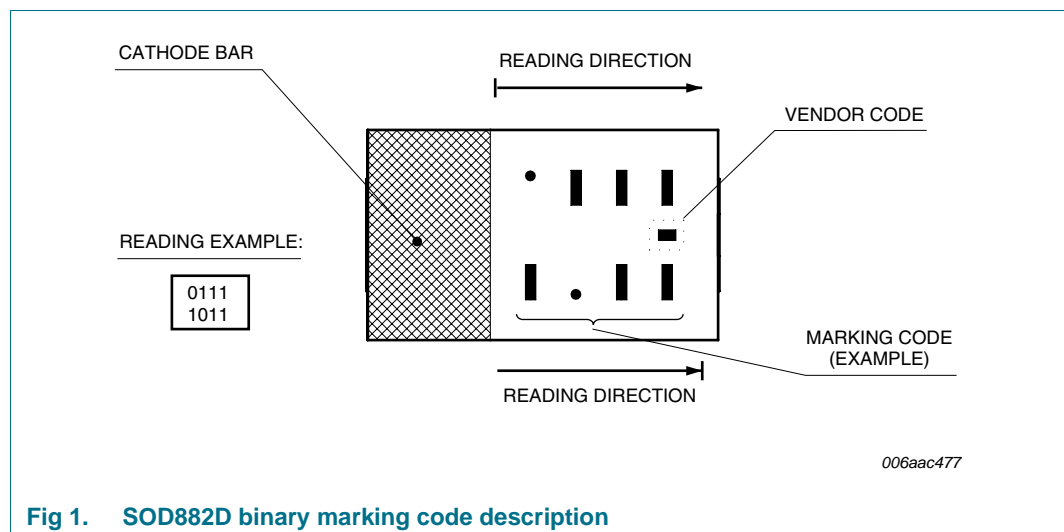 CATHODE BAR
READING DIRECTION
VENDOR CODE
READING EXAMPLE:
0111
1011
MARKING CODE
(EXAMPLE)
READING DIRECTION
006aac477
Fig 1. SOD882D binary marking code description